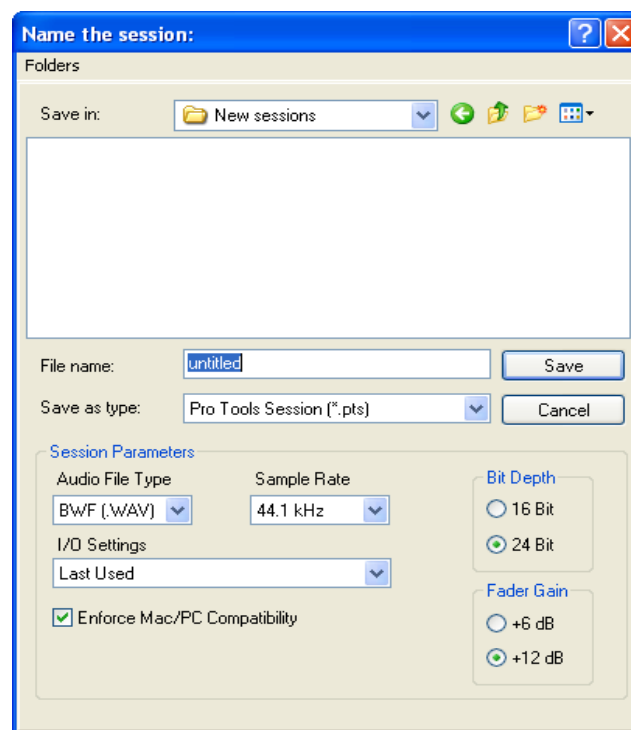 Name the session:
Folders
Save in: New sessions
File name: untitled Save
Save as type: Pro Tools Session (*.pts) Cancel
Session Parameters
Audio File Type Sample Rate Bit Depth
BWF (.WAV) 44.1 kHz 16 Bit
I/O Settings 24 Bit
Last Used
Fader Gain
Enforce Mac/PC Compatibility +6 dB
+12 dB